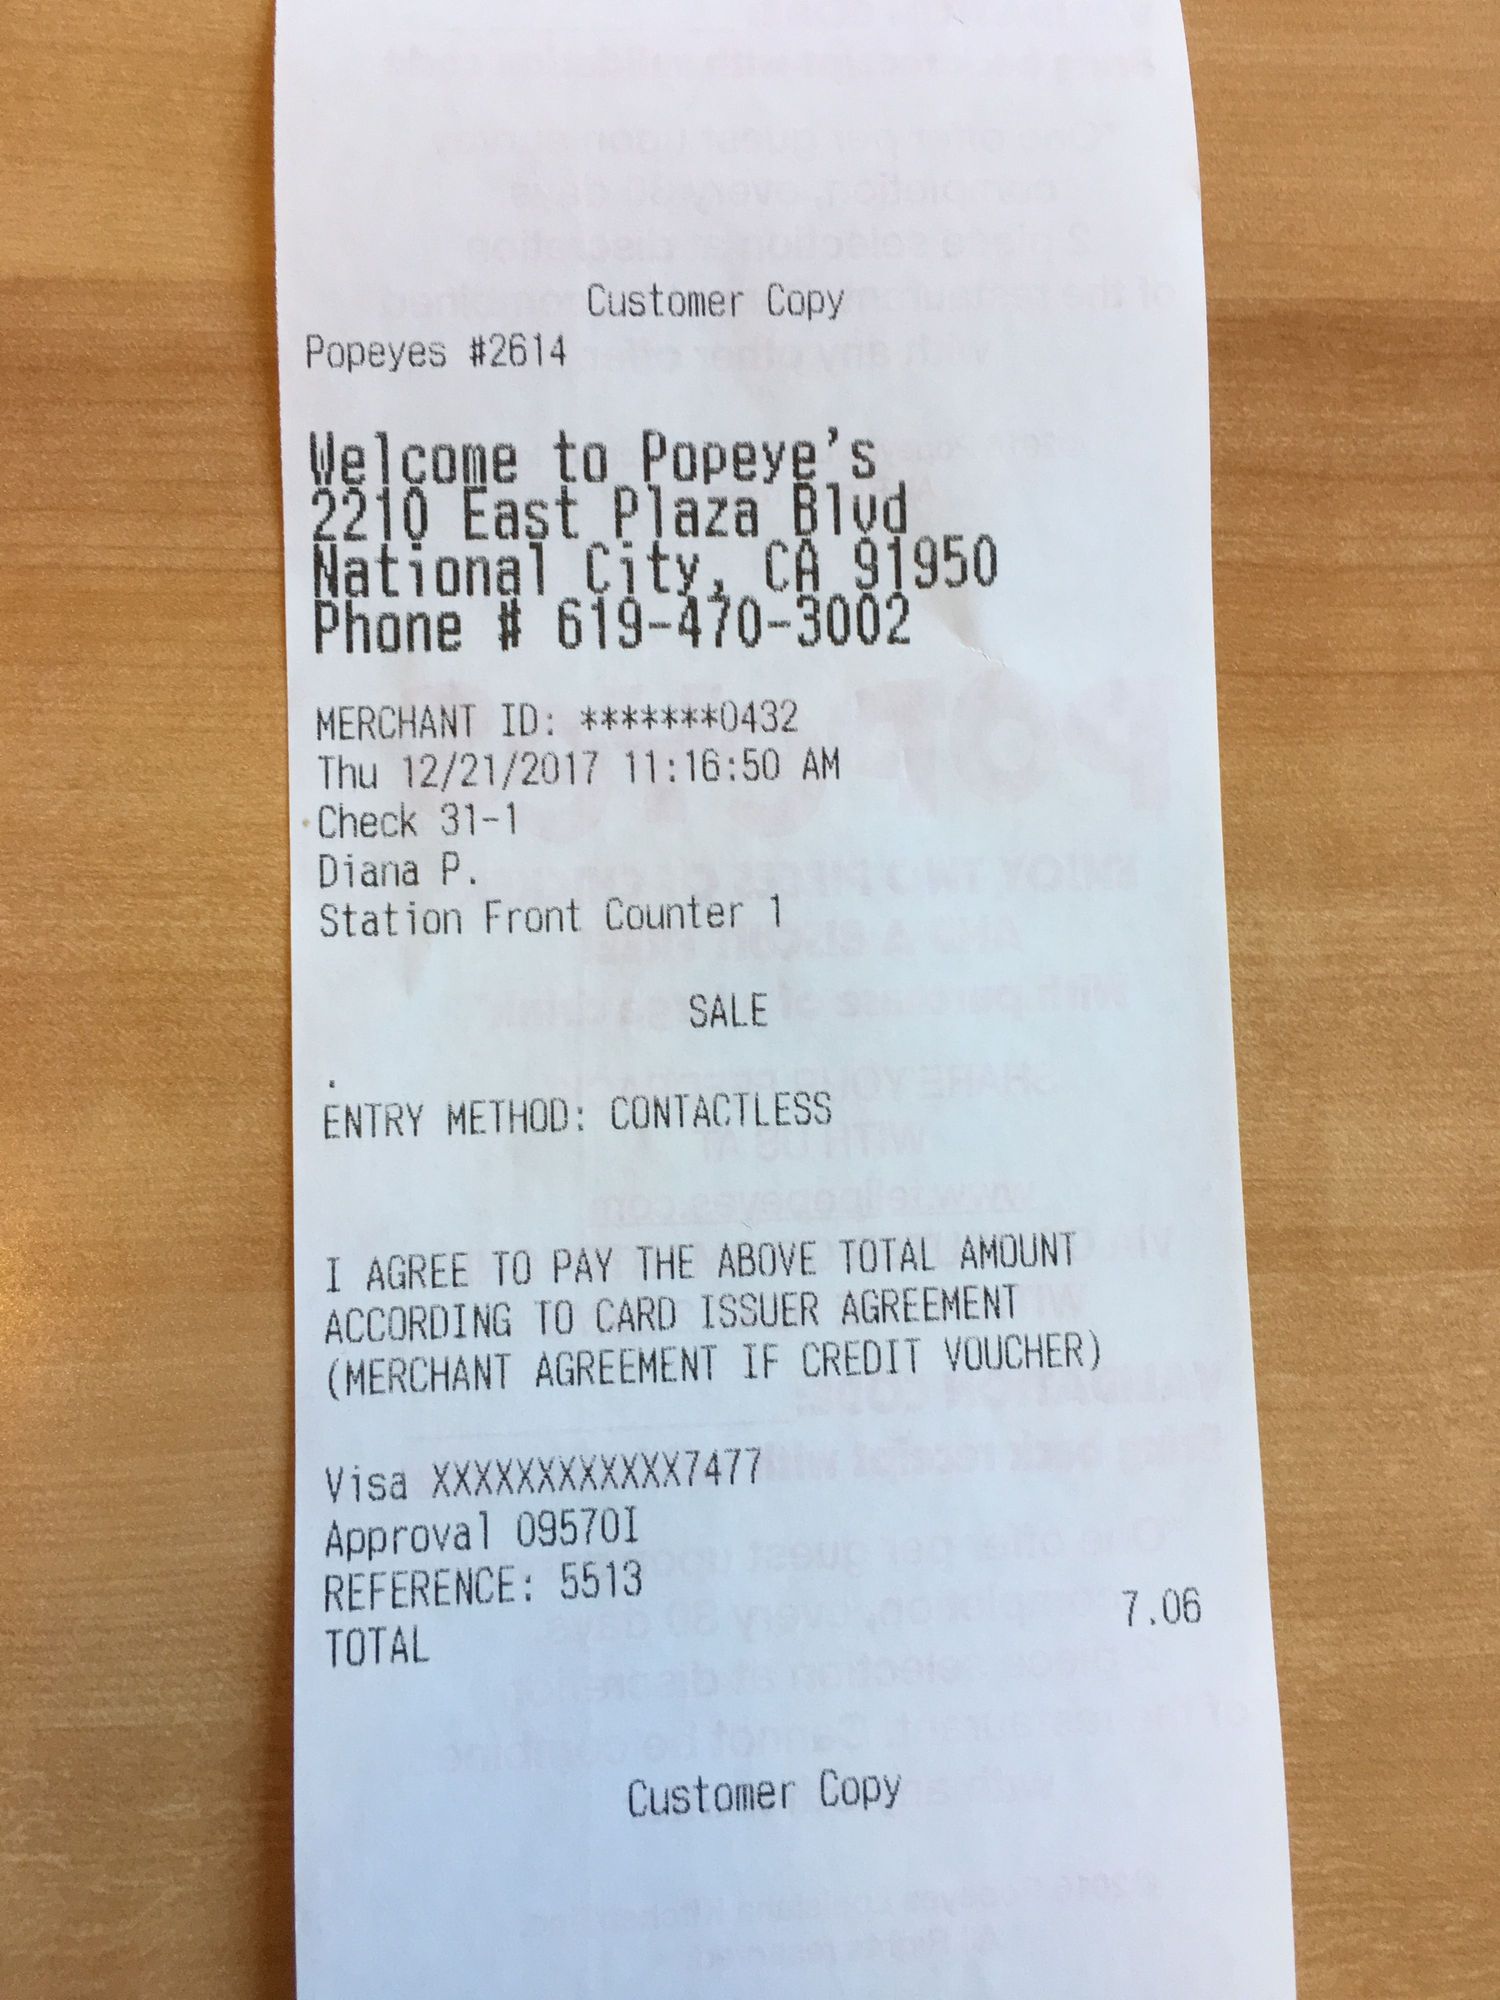 Customer Copy
Popeyes #2614
Welcome to Popeye's
2210 East Plaza Blvd
National City, CA 91950
Phone # 619-470-3002
MERCHANT ID: *******0432
Thu 12/21/2017 11:16:50 AM
Check 31-1
Diana P.
Station Front Counter 1
SALE
.
ENTRY METHOD: CONTACTLESS
I AGREE TO PAY THE ABOVE TOTAL AMOUNT
ACCORDING TO CARD ISSUER AGREEMENT
(MERCHANT AGREEMENT IF CREDIT VOUCHER)
Visa XXXXXXXXXXXX7477
Approval 09570I
REFERENCE: 5513
TOTAL 7.06
Customer Copy